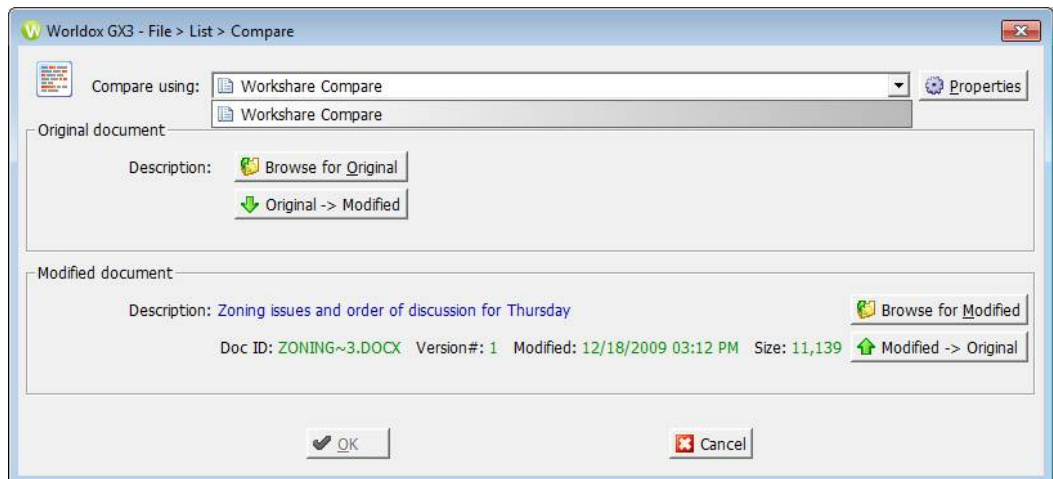 Worldox GX3 - File > List > Compare
Compare using: Workshare Compare Properties
Workshare Compare
Original document
Description: Browse for Original
Original -> Modified
Modified document
Description: Zoning issues and order of discussion for Thursday Browse for Modified
Doc ID: ZONING~3.DOCX Version#: 1 Modified: 12/18/2009 03:12 PM Size: 11,139 Modified -> Original
OK Cancel